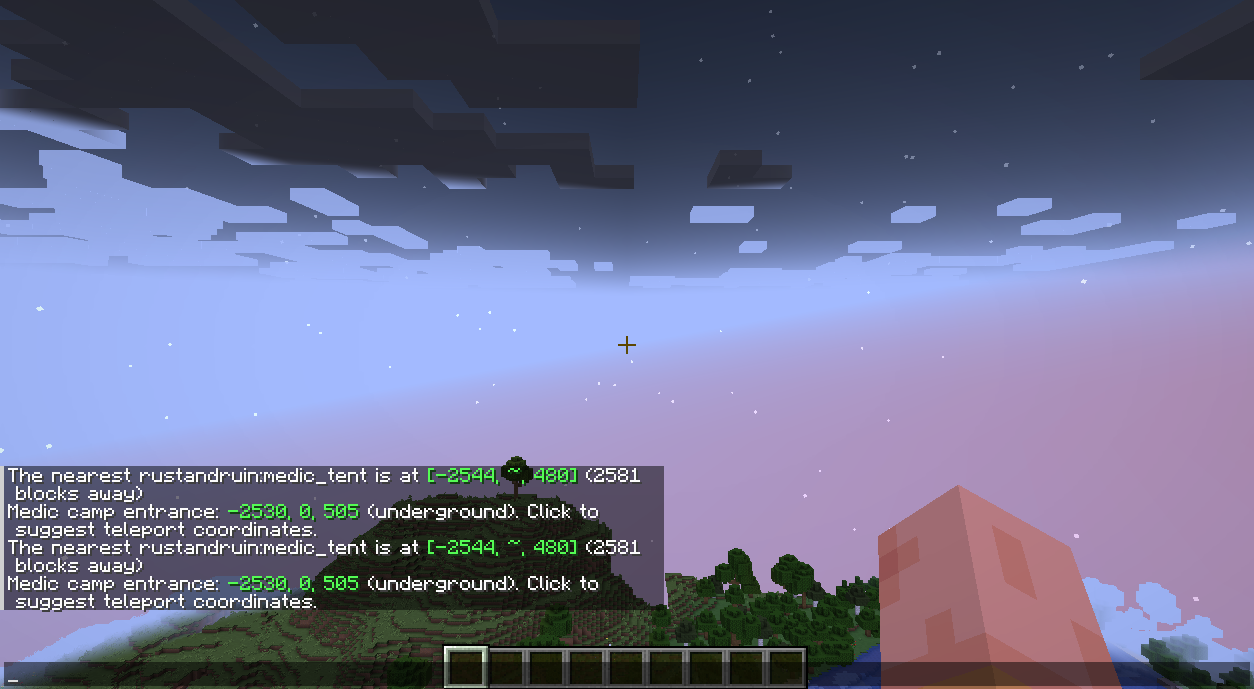 The nearest rustandruin:medic_tent is at [-2544, ~, 480] (2581
blocks away)
Medic camp entrance: -2530, 0, 505 (underground). Click to
suggest teleport coordinates.
The nearest rustandruin:medic_tent is at [-2544, ~, 480] (2581
blocks away)
Medic camp entrance: -2530, 0, 505 (underground). Click to
suggest teleport coordinates.
_